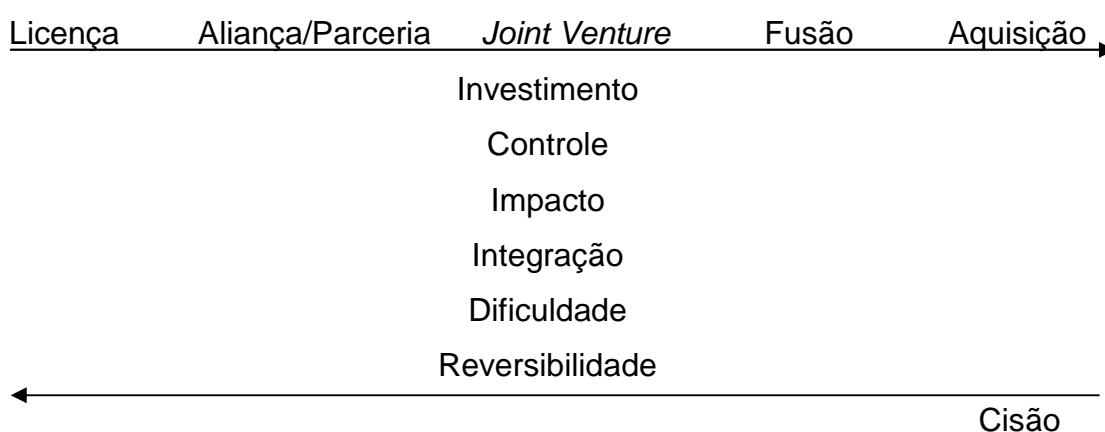 Licença Aliança/Parceria Joint Venture Fusão Aquisição
Investimento
Controle
Impacto
Integração
Dificuldade
Reversibilidade
Cisão